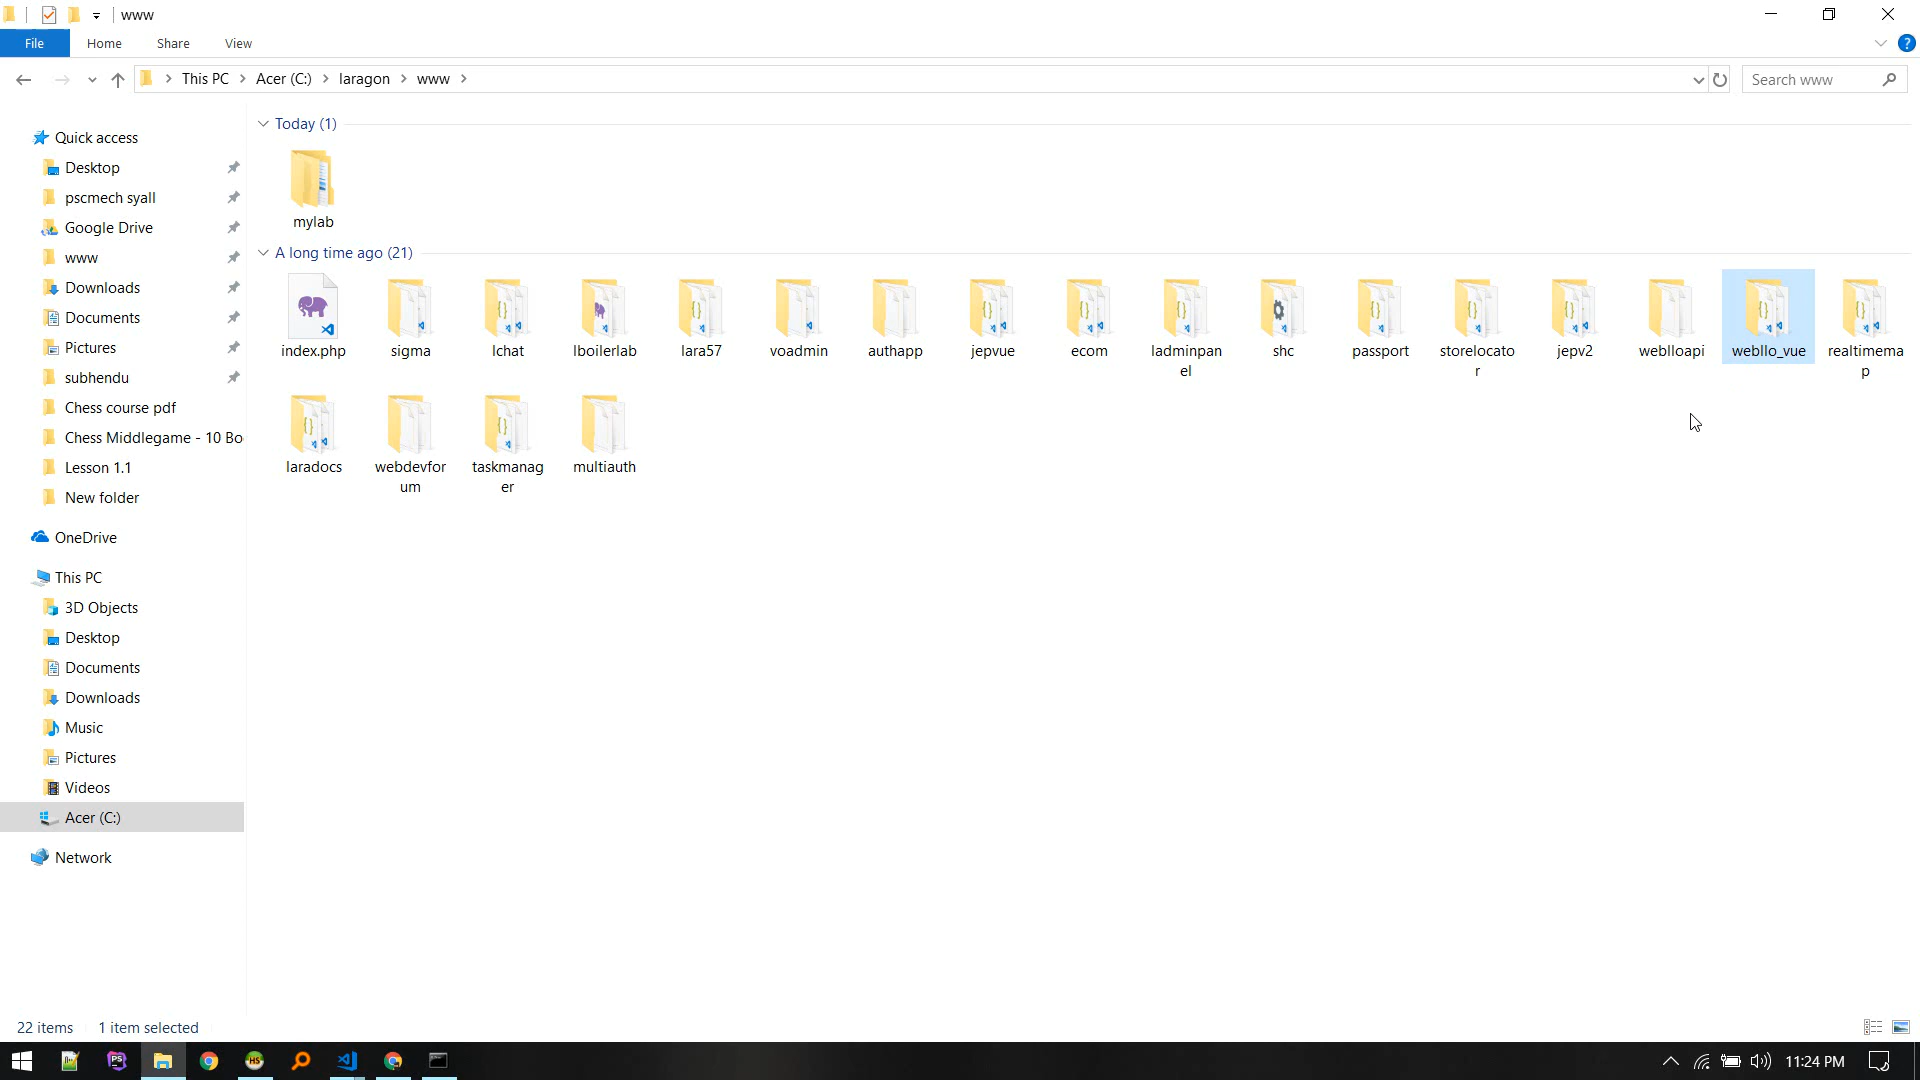 www
File Home Share View
This PC Acer (C:) laragon www
Search www
Quick access
Desktop
pscmech syall
Google Drive
www
Downloads
Documents
Pictures
subhendu
Chess course pdf
Chess Middlegame - 10 Bo
Lesson 1.1
New folder
OneDrive
This PC
3D Objects
Desktop
Documents
Downloads
Music
Pictures
Videos
Acer (C:)
Network
Today (1)
mylab
A long time ago (21)
index.php sigma lchat lboilerlab lara57 voadmin authapp jepvue ecom ladminpan shc passport storelocato jepv2 weblloapi webllo_vue realtimema
el r p
laradocs webdevfor taskmanag multiauth
um er
22 items 1 item selected
11:24 PM